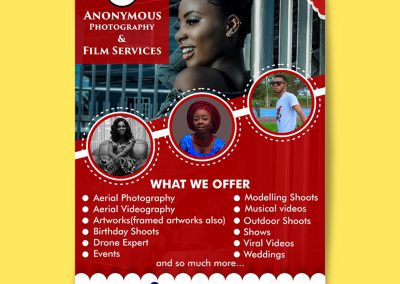 ANONYMOUS
PHOTOGRAPHY
&
FILM SERVICES
WHAT WE OFFER
Aerial Photography
Aerial Videography
Artworks(framed artworks also)
Birthday Shoots
Drone Expert
Events
Modelling Shoots
Musical videos
Outdoor Shoots
Shows
Viral Videos
Weddings
and so much more...